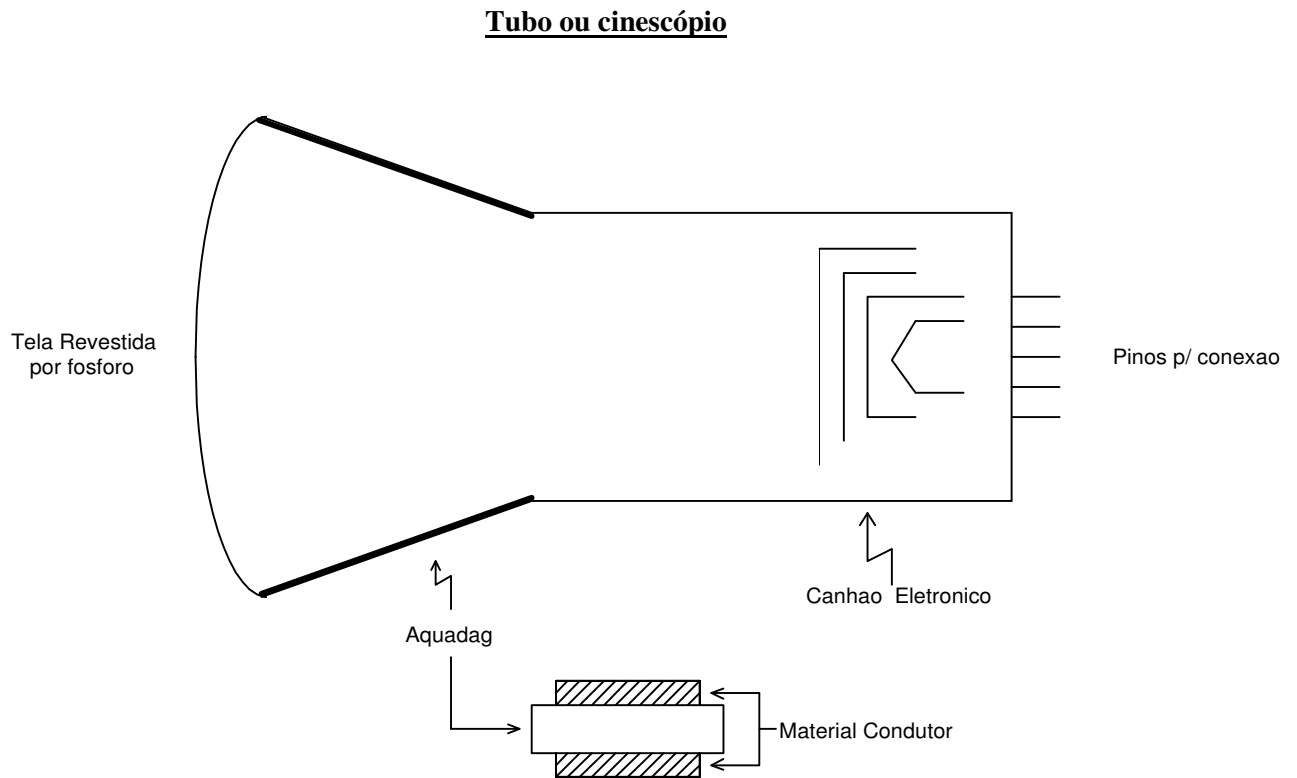 Tubo ou cinescópio
Tela Revestida
por fosforo
Pinos p/ conexao
Canhao Eletronico
Aquadag
Material Condutor